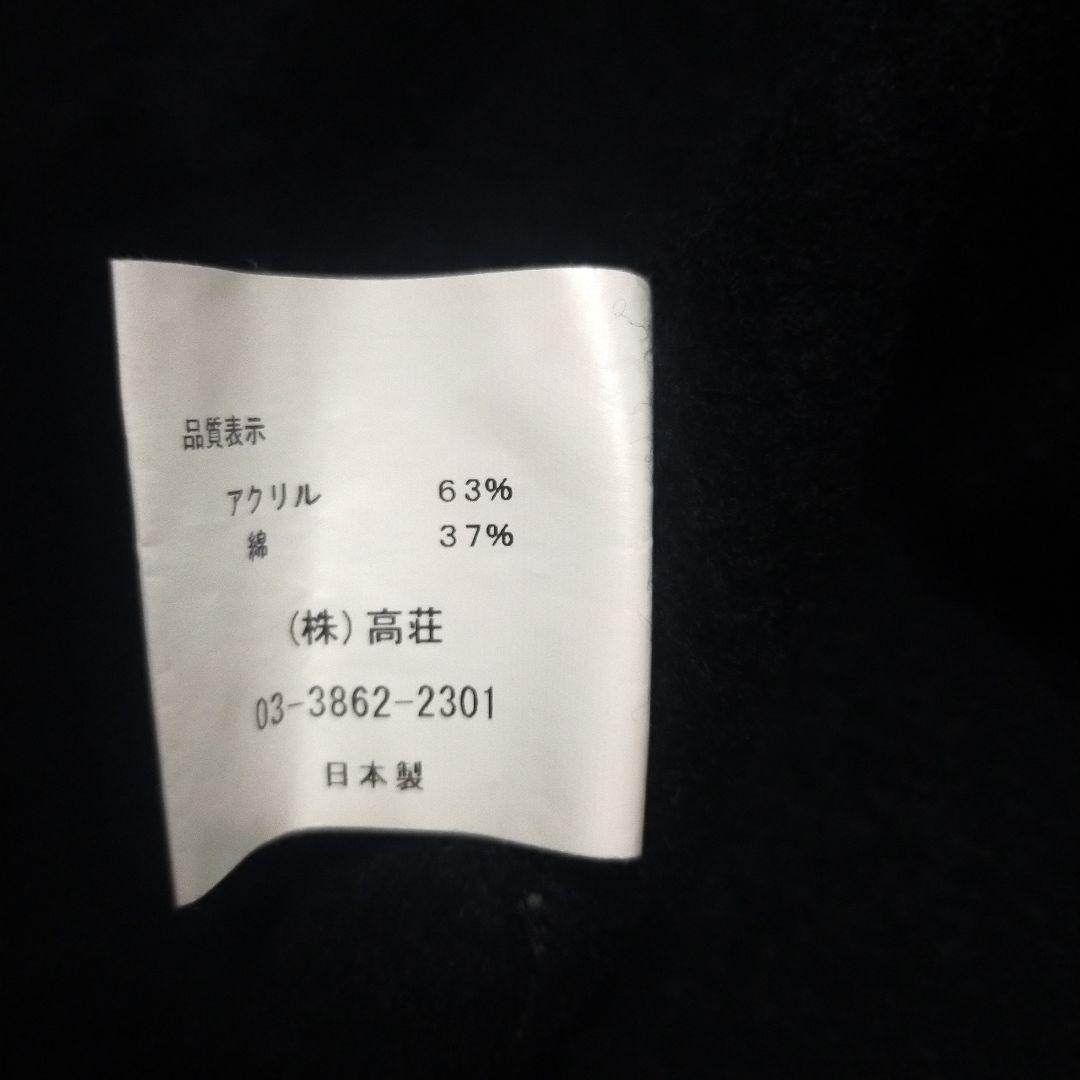 品質表示
アクリル 63%
綿 37%
(株)高荘
03-3862-2301
日本製